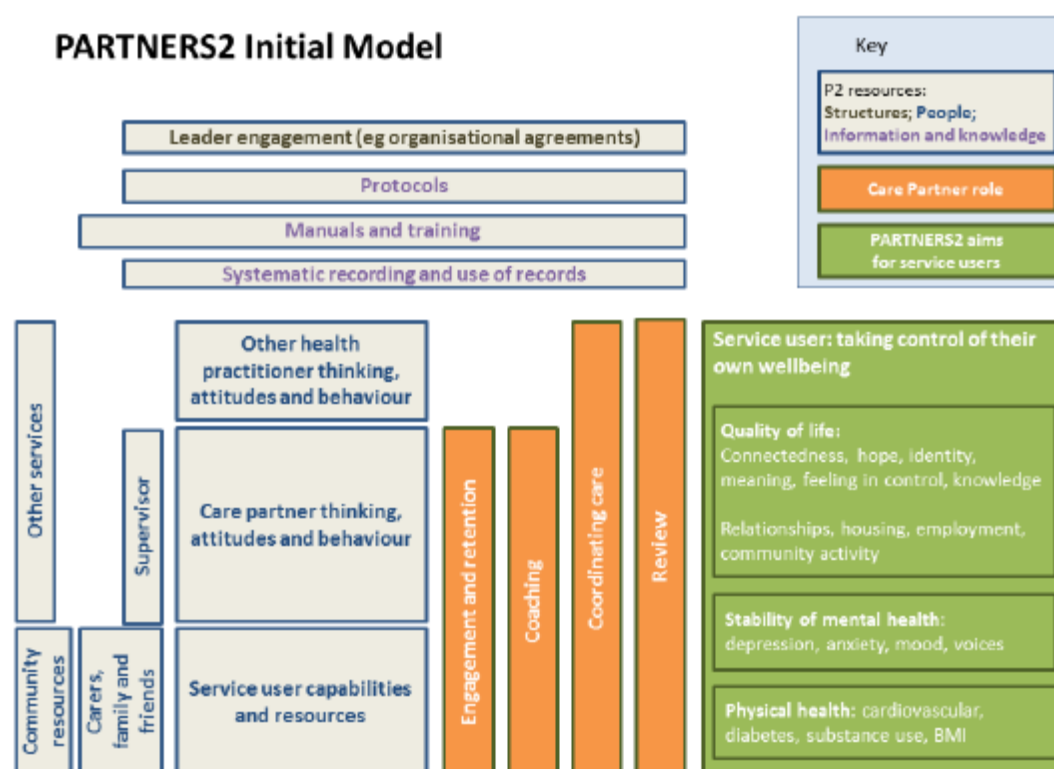 PARTNERS2 Initial Model
Key
P2 resources:
Structures; People;
Information and knowledge
Care Partner role
PARTNERS2 aims
for service users
Leader engagement (eg organisational agreements)
Protocols
Manuals and training
Systematic recording and use of records
Other services
Supervisor
Community
resources
Carers,
family and
friends
Other health
practitioner thinking,
attitudes and behaviour
Care partner thinking,
attitudes and behaviour
Service user capabilities
and resources
Engagement and retention
Coaching
Coordinating care
Review
Service user: taking control of their
own wellbeing
Quality of life:
Connectedness, hope, identity,
meaning, feeling in control, knowledge
Relationships, housing, employment,
community activity
Stability of mental health:
depression, anxiety, mood, voices
Physical health: cardiovascular,
diabetes, substance use, BMI